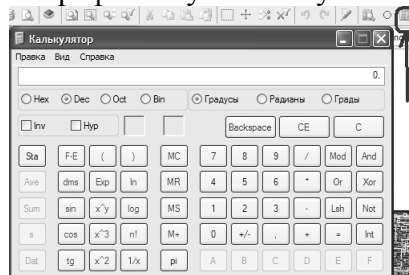 Калькулятор
Правка Вид Справка
0.
Hex Dec Oct Bin Градусы Радианы Грады
Inv Hyp Backspace CE C
Sta F-E ( ) MC 7 8 9 / Mod And
Ave dms Exp ln MR 4 5 6 * Or Xor
Sum sin x^y log MS 1 2 3 - Lsh Not
s cos x^3 n! M+ 0 +/- . + = Int
Dat tg x^2 1/x pi A B C D E F